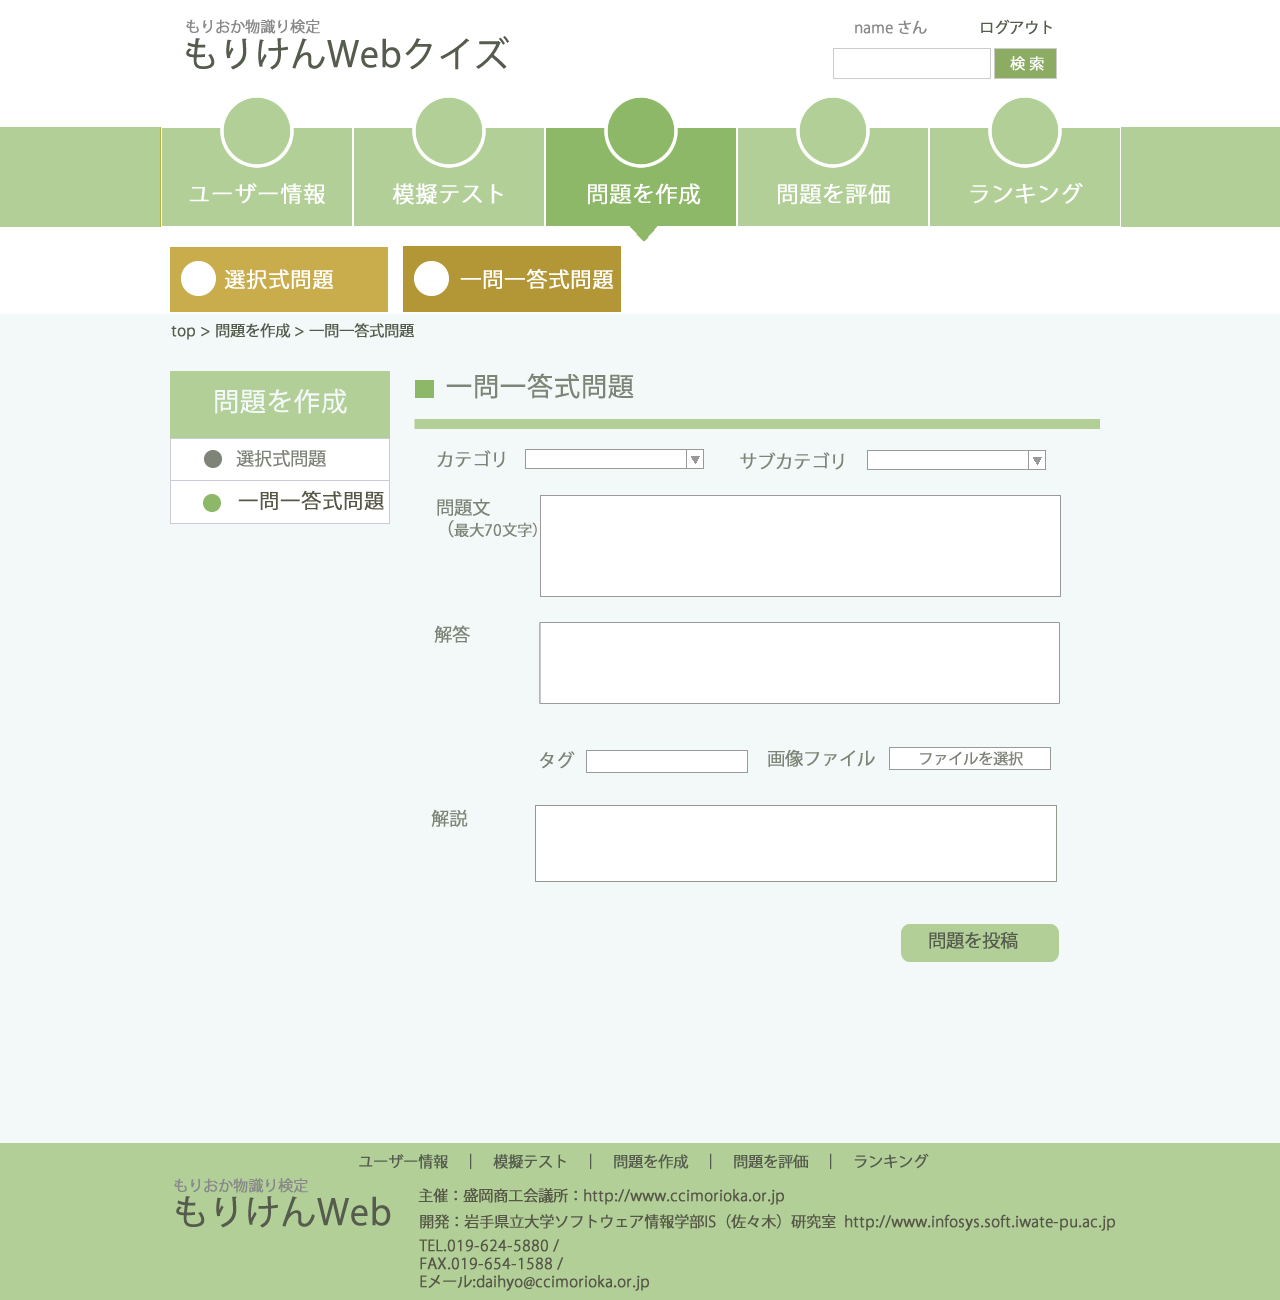 もりおか物識り検定
もりけんWebクイズ
name さん
ログアウト
検 索
ユーザー情報
模擬テスト
問題を作成
問題を評価
ランキング
選択式問題
一問一答式問題
top > 問題を作成 > 一問一答式問題
問題を作成
選択式問題
一問一答式問題
一問一答式問題
カテゴリ
サブカテゴリ
問題文
（最大70文字）
解答
タグ
画像ファイル
ファイルを選択
解説
問題を投稿
ユーザー情報 | 模擬テスト | 問題を作成 | 問題を評価 | ランキング
もりおか物識り検定
もりけんWeb
主催：盛岡商工会議所：http://www.ccimorioka.or.jp
開発：岩手県立大学ソフトウェア情報学部IS（佐々木）研究室 http://www.infosys.soft.iwate-pu.ac.jp
TEL.019-624-5880 /
FAX.019-654-1588 /
Eメール:daihyo@ccimorioka.or.jp